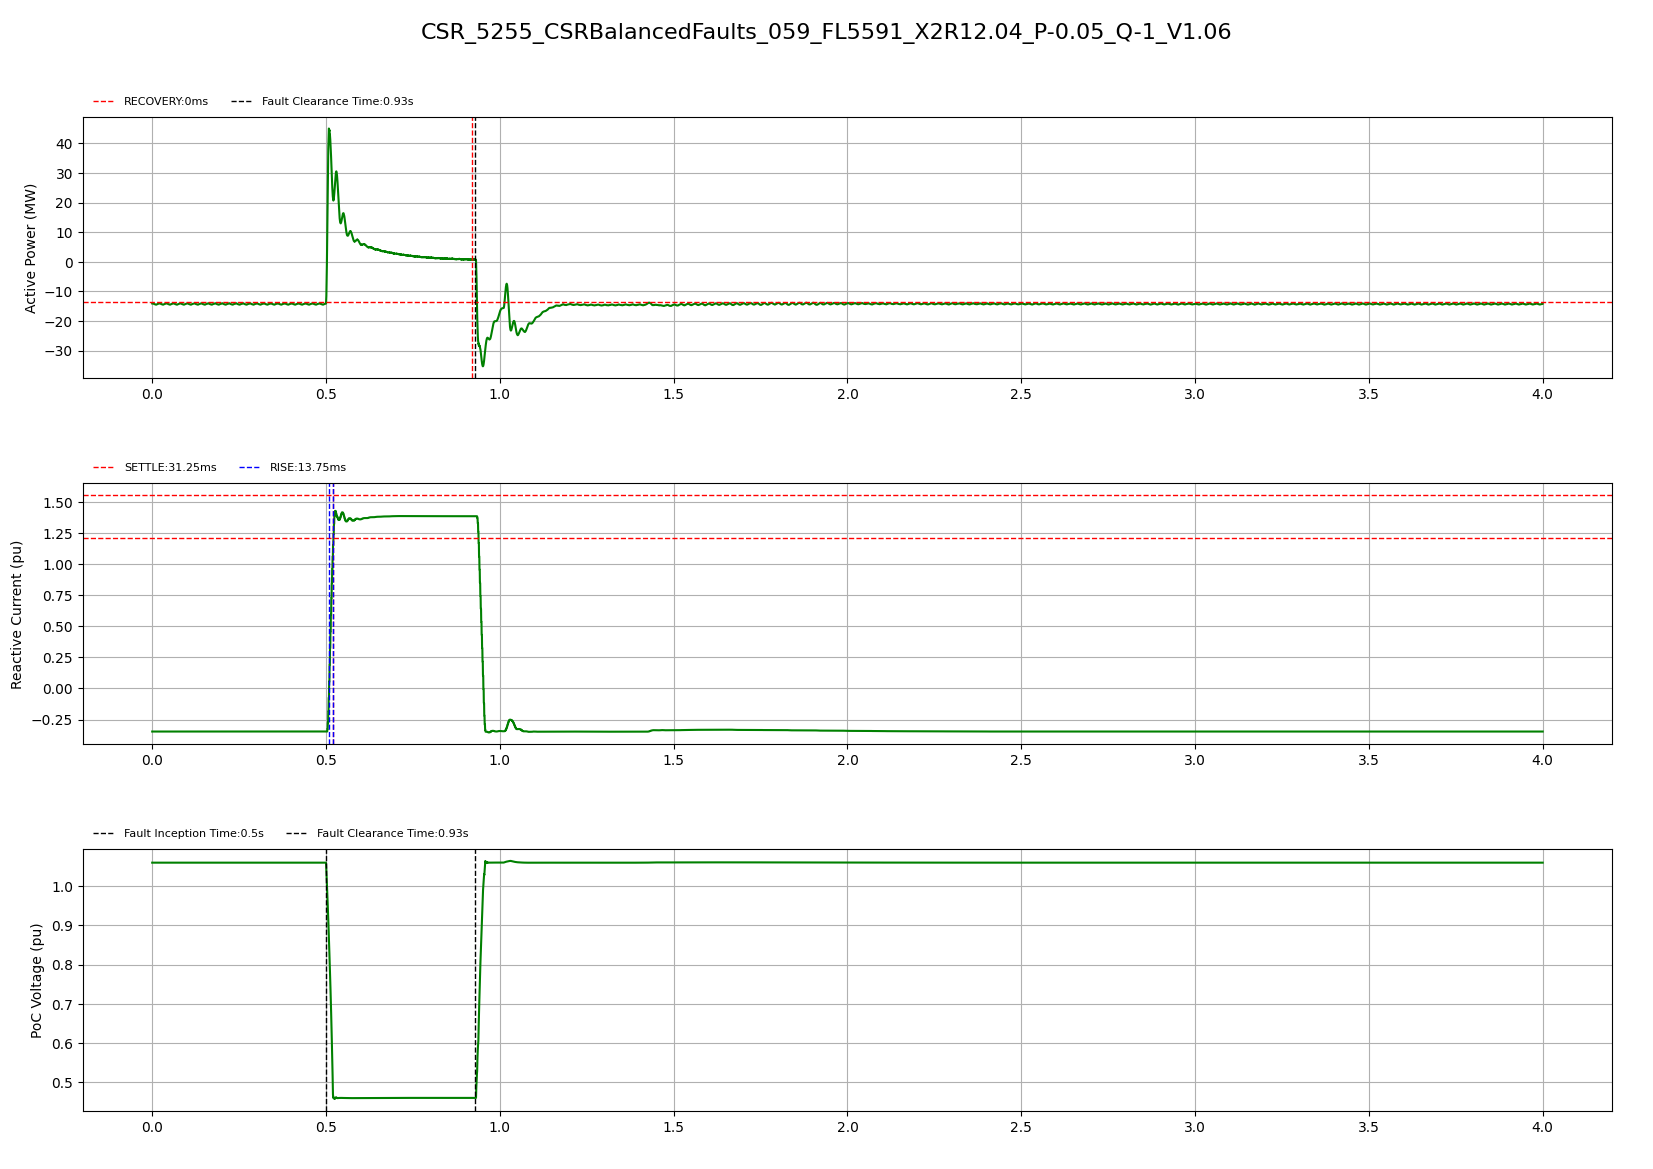 CSR_5255_CSRBalancedFaults_059_FL5591_X2R12.04_P-0.05_Q-1_V1.06
RECOVERY:0ms Fault Clearance Time:0.93s
Active Power (MW)
40
30
20
10
0
−10
−20
−30
0.0 0.5 1.0 1.5 2.0 2.5 3.0 3.5 4.0
SETTLE:31.25ms RISE:13.75ms
Reactive Current (pu)
1.50
1.25
1.00
0.75
0.50
0.25
0.00
−0.25
0.0 0.5 1.0 1.5 2.0 2.5 3.0 3.5 4.0
Fault Inception Time:0.5s Fault Clearance Time:0.93s
PoC Voltage (pu)
1.0
0.9
0.8
0.7
0.6
0.5
0.0 0.5 1.0 1.5 2.0 2.5 3.0 3.5 4.0